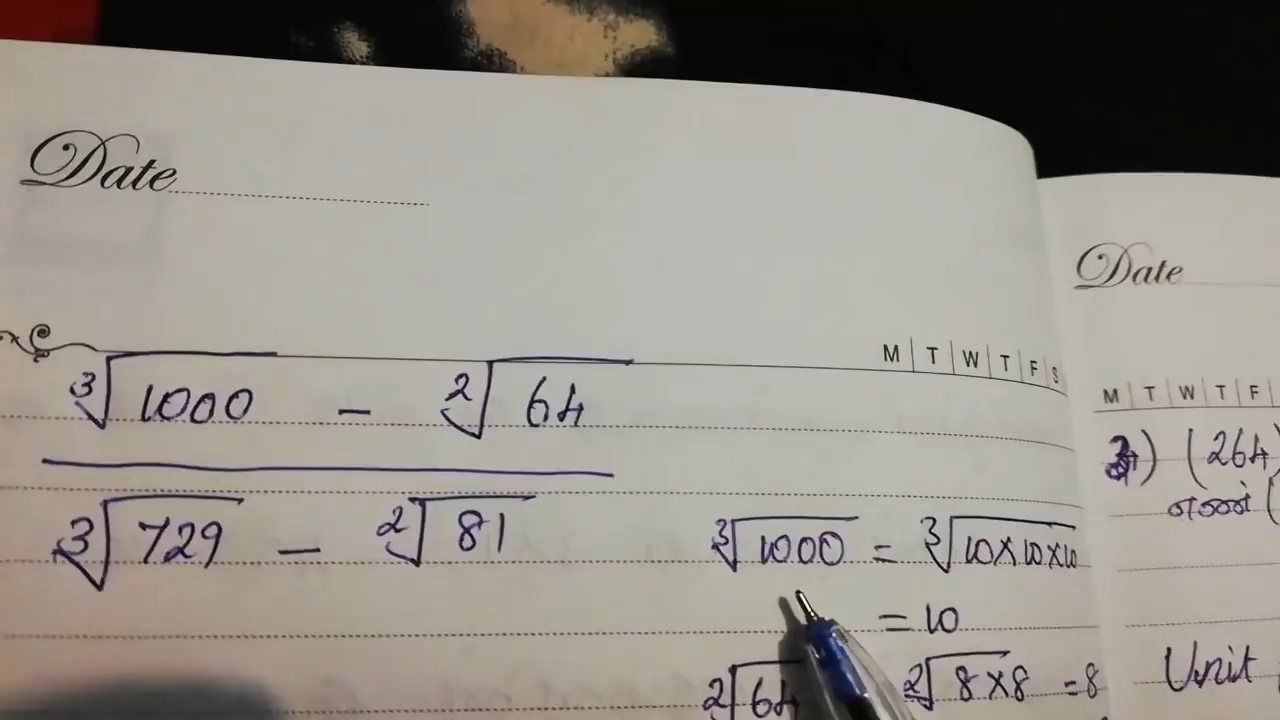 Date
∛1000 - ²√64
∛729 - ²√81
M T W T F S
∛1000 = ∛10×10×10
= 10
²√64 ²√8×8 = 8
Date
M T W T F
) (264
Unit